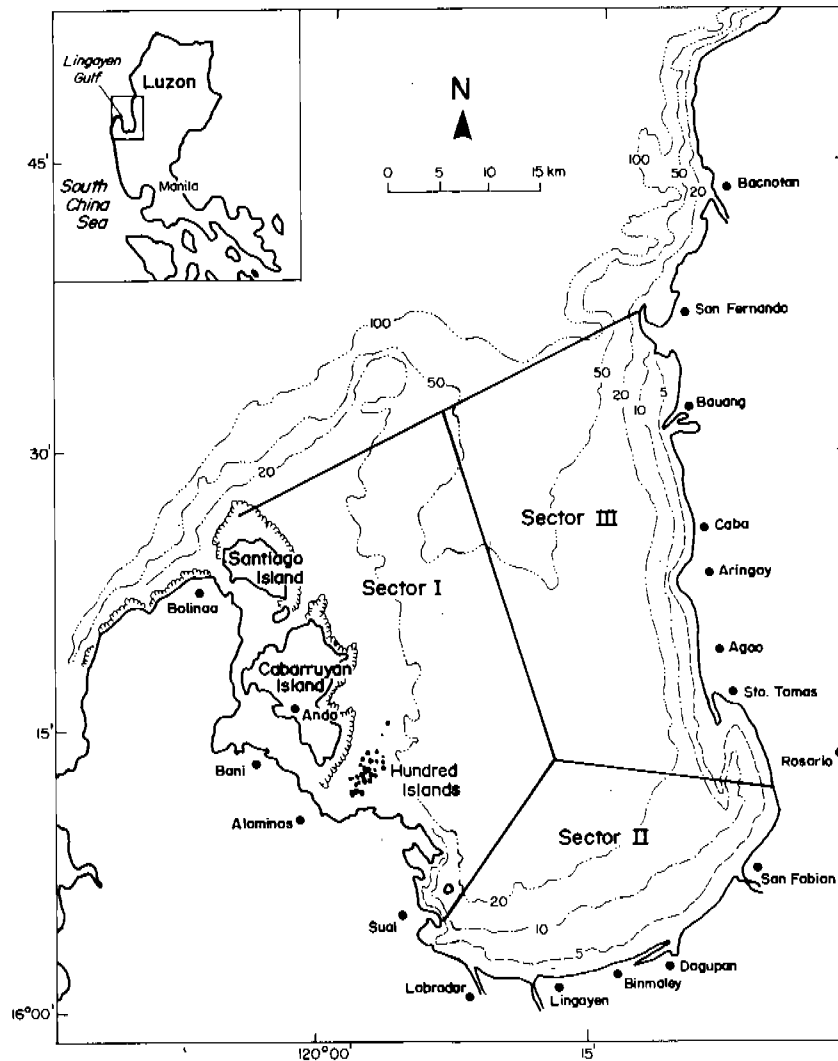 Lingayen
Gulf
Luzon
South
China
Sea
Manila
N
0 5 10 15 km
45'
30'
15'
16°00'
120°00'
15'
100
50
20
Bacnotan
San Fernando
100
50
20
50
20
10
5
Bauang
Sector III
Caba
Aringay
Agoo
Sto. Tomas
Rosario
Santiago
Island
Sector I
Bolinao
Cabarruyan
Island
Anda
Bani
Hundred
Islands
Alaminos
Sector II
San Fabian
20
10
5
Sual
Dagupan
Binmaley
Lingayen
Labrador